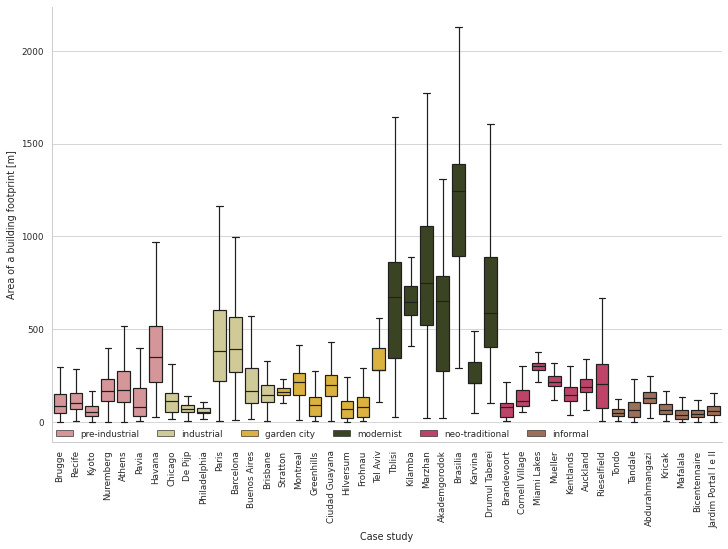 Area of a building footprint [m]
2000
1500
1000
500
0
pre-industrial industrial garden city modernist neo-traditional informal
Brugge
Recife
Kyoto
Nuremberg
Athens
Pavia
Havana
Chicago
De Pijp
Philadelphia
Paris
Barcelona
Buenos Aires
Brisbane
Stratton
Montreal
Greenhills
Ciudad Guayana
Hilversum
Frohnau
Tel Aviv
Tbilisi
Kilamba
Marzhan
Akademgorodok
Brasilia
Karvina
Drumul Taberei
Brandevoort
Cornell Village
Miami Lakes
Mueller
Kentlands
Auckland
Rieselfield
Tondo
Tandale
Abdurahmangazi
Kricak
Mafalala
Bicentennaire
Jardim Portal I e II
Case study